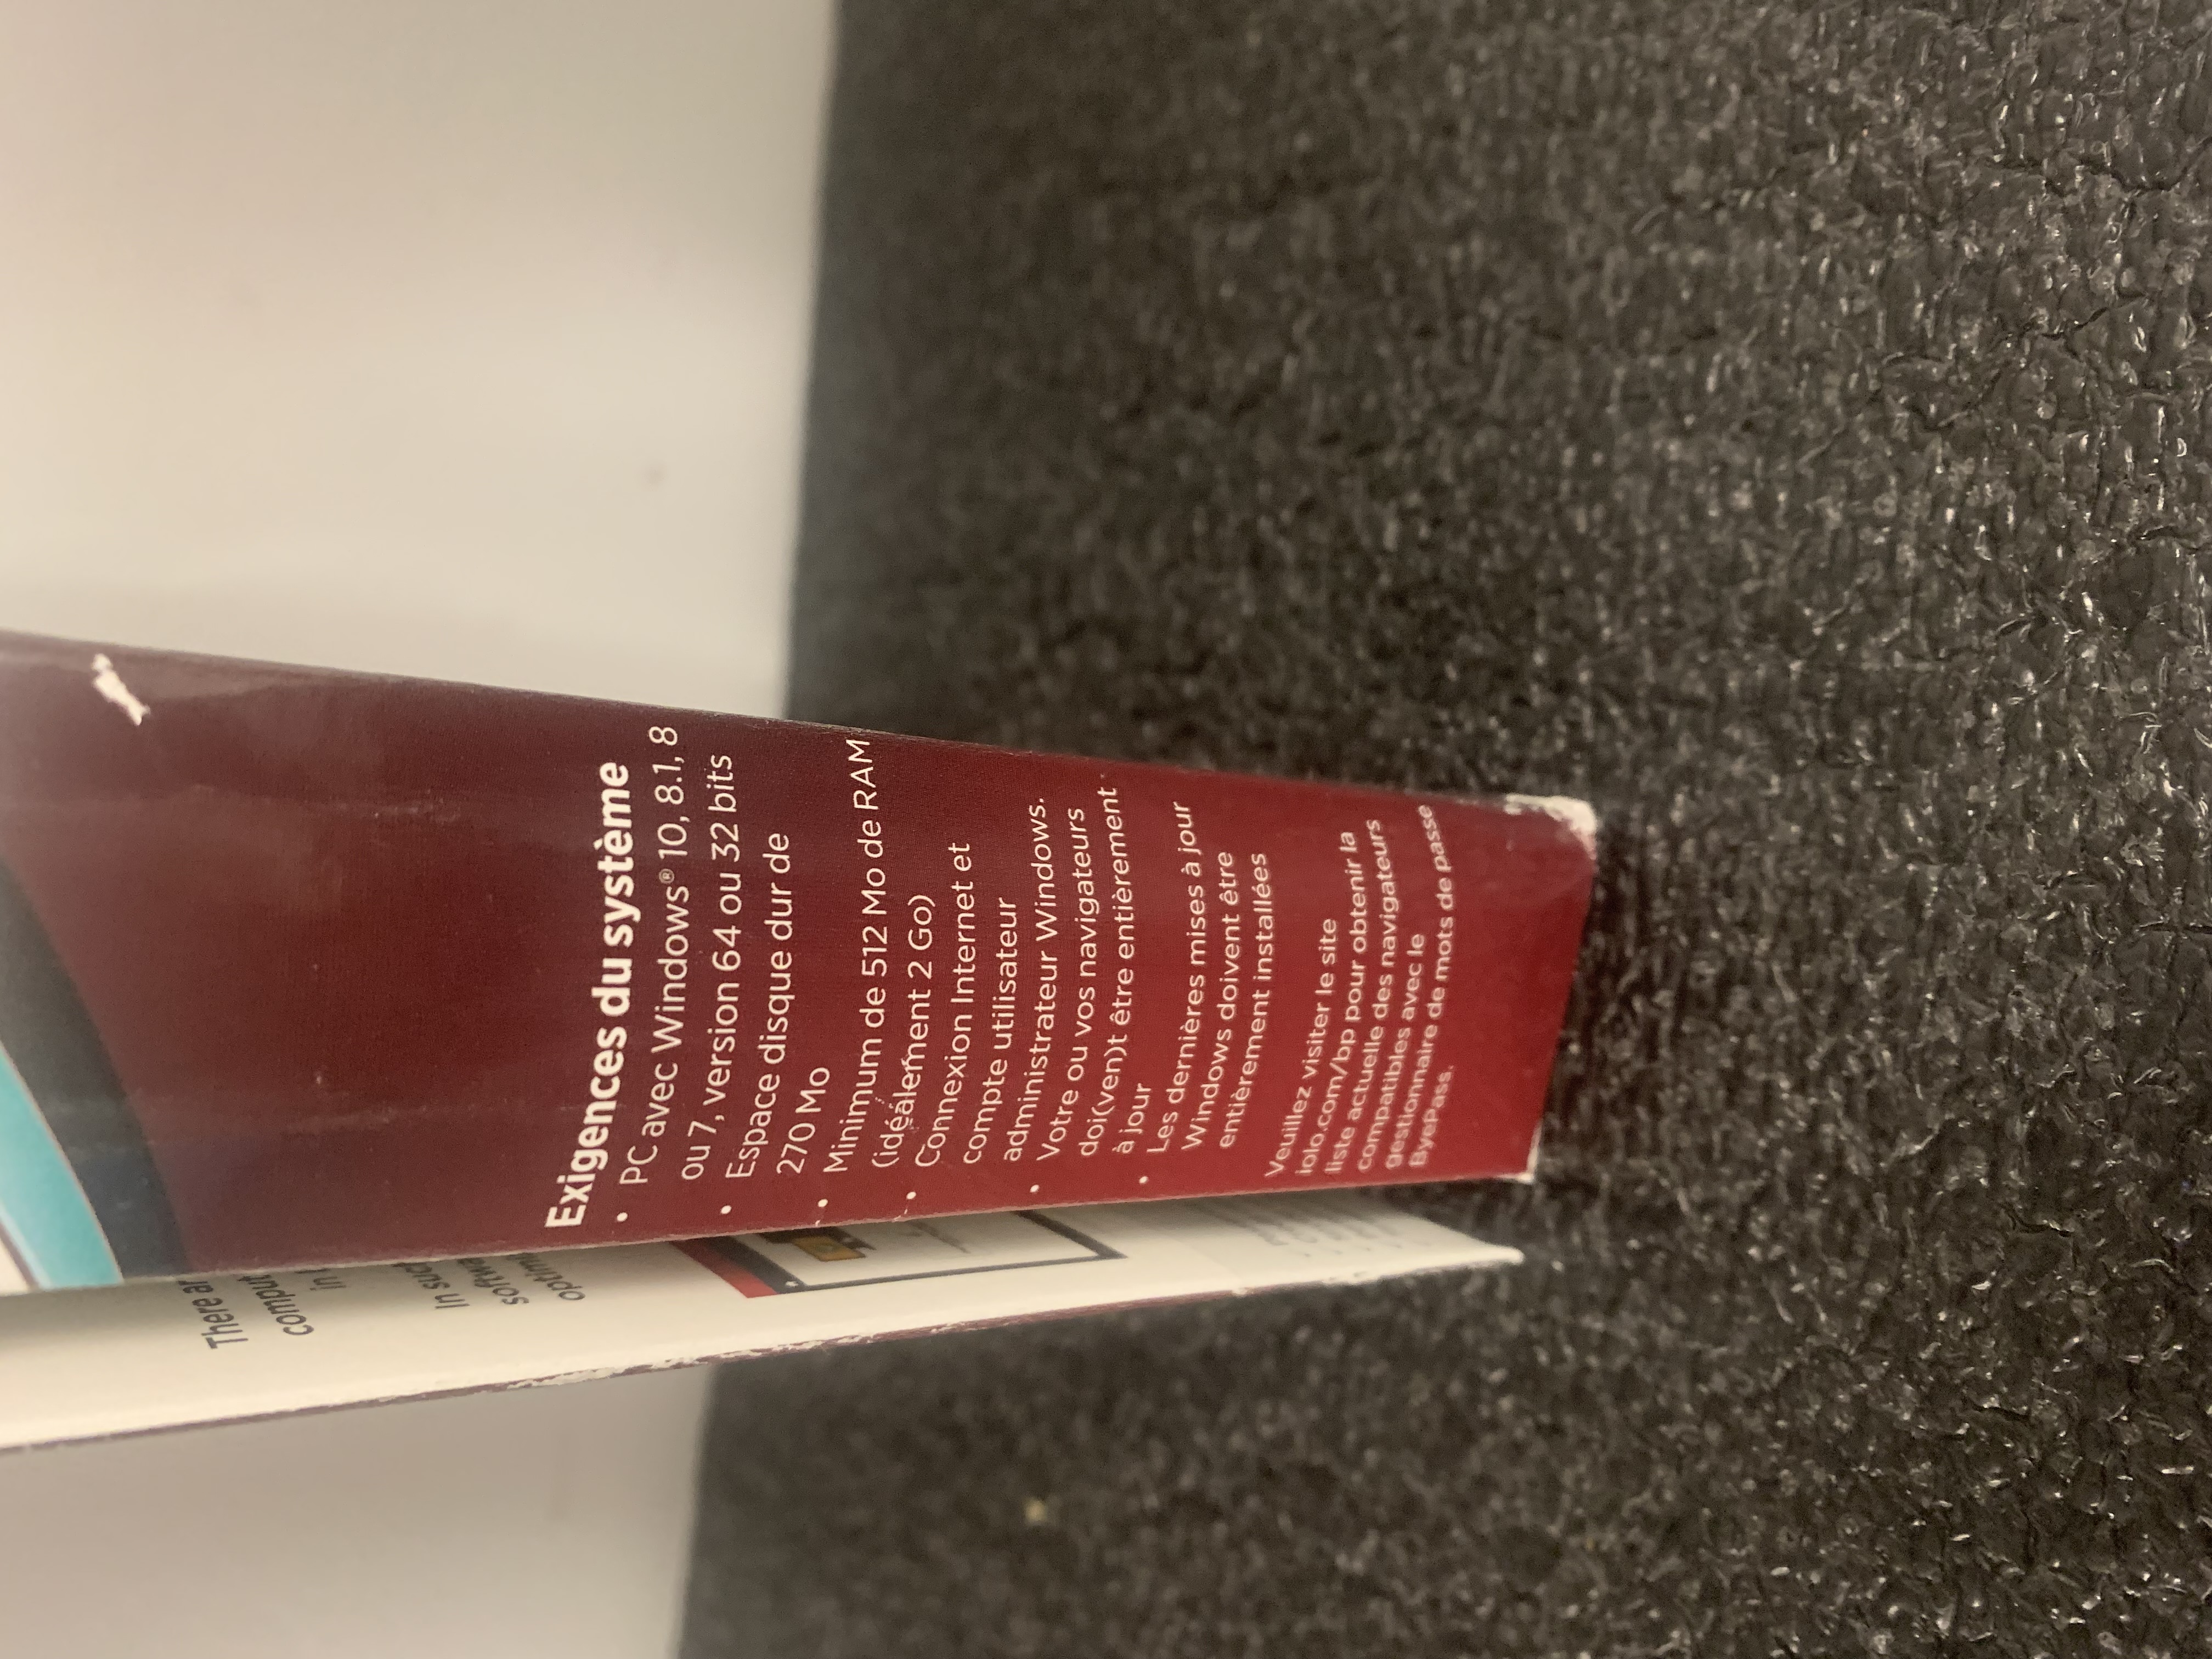 Exigences du système
• PC avec Windows® 10, 8.1, 8
ou 7, version 64 ou 32 bits
• Espace disque dur de
270 Mo
• Minimum de 512 Mo de RAM
(idéalement 2 Go)
• Connexion Internet et
compte utilisateur
administrateur Windows.
• Votre ou vos navigateurs
doi(ven)t être entièrement
à jour
• Les dernières mises à jour
Windows doivent être
entièrement installées
Veuillez visiter le site
iolo.com/bp pour obtenir la
liste actuelle des navigateurs
compatibles avec le
gestionnaire de mots de passe
ByePass.
There
in
In